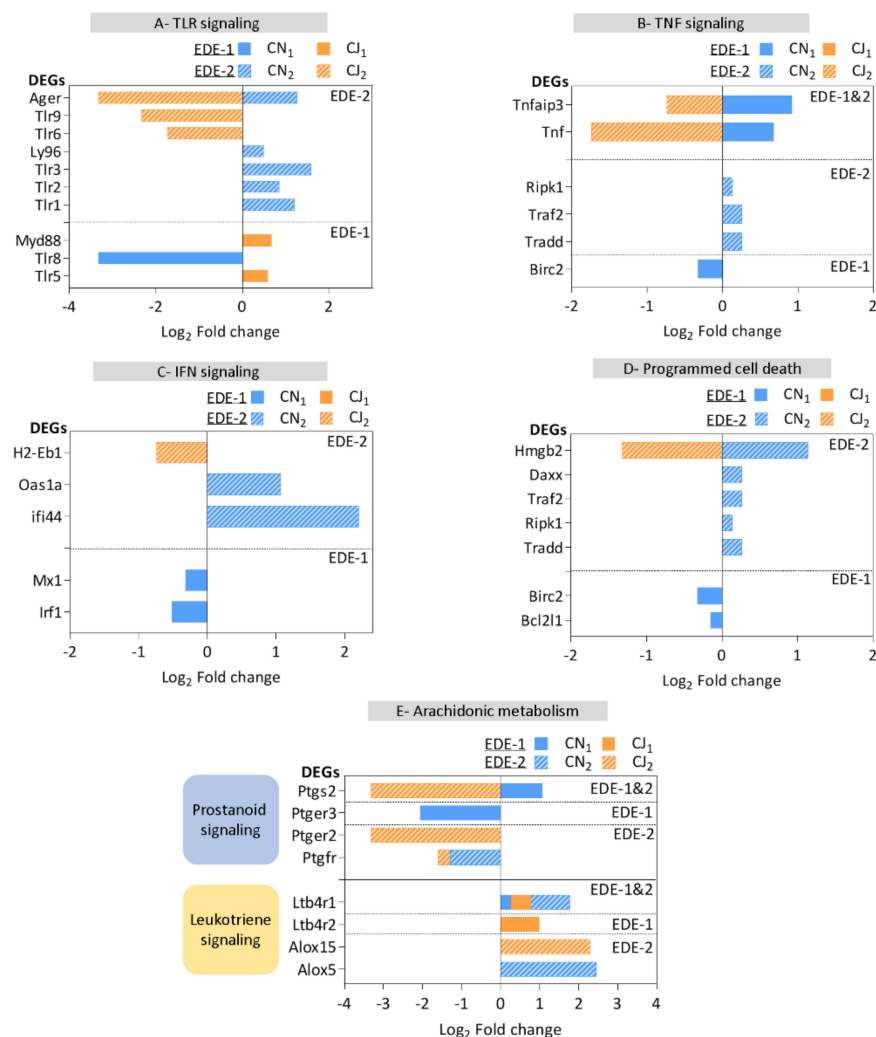 A- TLR signaling
EDE-1 CN₁ CJ₁
EDE-2 CN₂ CJ₂
DEGs
Ager
Tlr9
Tlr6
Ly96
Tlr3
Tlr2
Tlr1
Myd88
Tlr8
Tlr5
EDE-2
EDE-1
-4 -2 0 2
Log₂ Fold change
B- TNF signaling
EDE-1 CN₁ CJ₁
EDE-2 CN₂ CJ₂
DEGs
Tnfaip3
Tnf
Ripk1
Traf2
Tradd
Birc2
EDE-1&2
EDE-2
EDE-1
-2 -1 0 1 2
Log₂ Fold change
C- IFN signaling
EDE-1 CN₁ CJ₁
EDE-2 CN₂ CJ₂
DEGs
H2-Eb1
Oas1a
ifi44
Mx1
Irf1
EDE-2
EDE-1
-2 -1 0 1 2
Log₂ Fold change
D- Programmed cell death
EDE-1 CN₁ CJ₁
EDE-2 CN₂ CJ₂
DEGs
Hmgb2
Daxx
Traf2
Ripk1
Tradd
Birc2
Bcl2l1
EDE-2
EDE-1
-2 -1 0 1 2
Log₂ Fold change
E- Arachidonic metabolism
EDE-1 CN₁ CJ₁
EDE-2 CN₂ CJ₂
DEGs
Prostanoid
signaling
Ptgs2
Ptger3
Ptger2
Ptgfr
EDE-1&2
EDE-1
EDE-2
Leukotriene
signaling
Ltb4r1
Ltb4r2
Alox15
Alox5
EDE-1&2
EDE-1
EDE-2
-4 -3 -2 -1 0 1 2 3 4
Log₂ Fold change